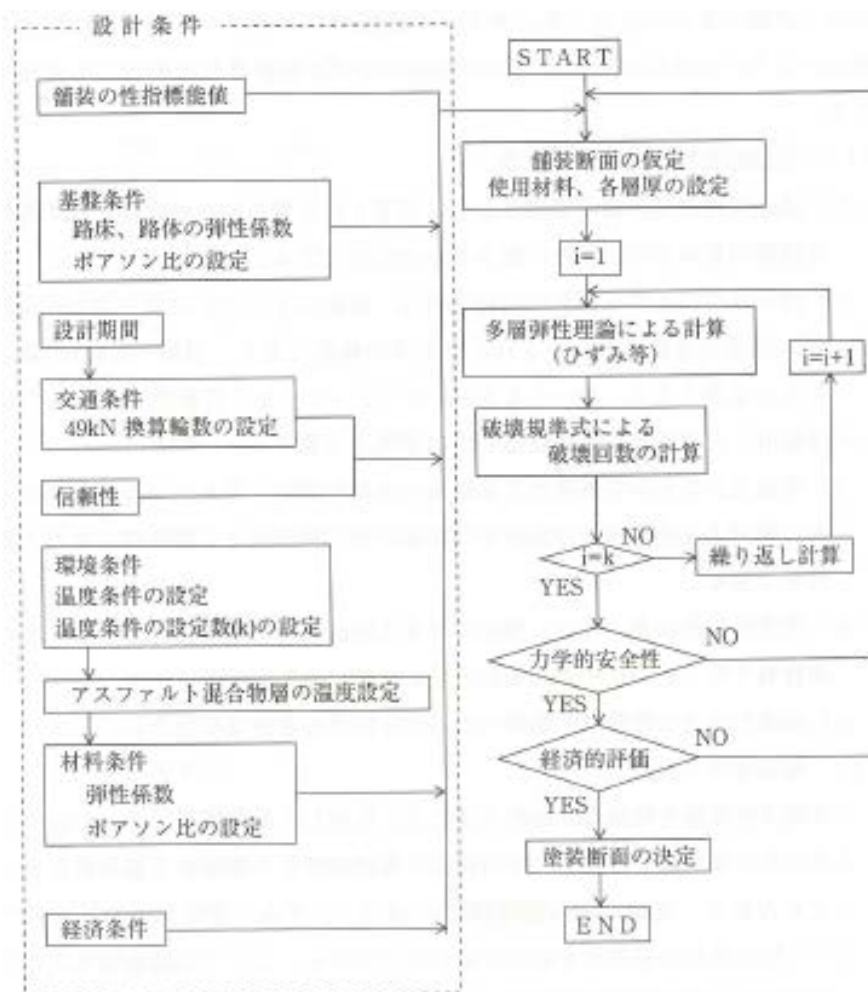 設計条件
舗装の性指標能値
基盤条件
路床、路体の弾性係数
ポアソン比の設定
設計期間
交通条件
49kN 換算輪数の設定
信頼性
環境条件
温度条件の設定
温度条件の設定数(k)の設定
アスファルト混合物層の温度設定
材料条件
弾性係数
ポアソン比の設定
経済条件
START
舗装断面の仮定
使用材料、各層厚の設定
i=1
多層弾性理論による計算
(ひずみ等)
i=i+1
破壊規準式による
破壊回数の計算
i=k
NO
繰り返し計算
YES
力学的安全性
NO
YES
経済的評価
NO
YES
塗装断面の決定
END